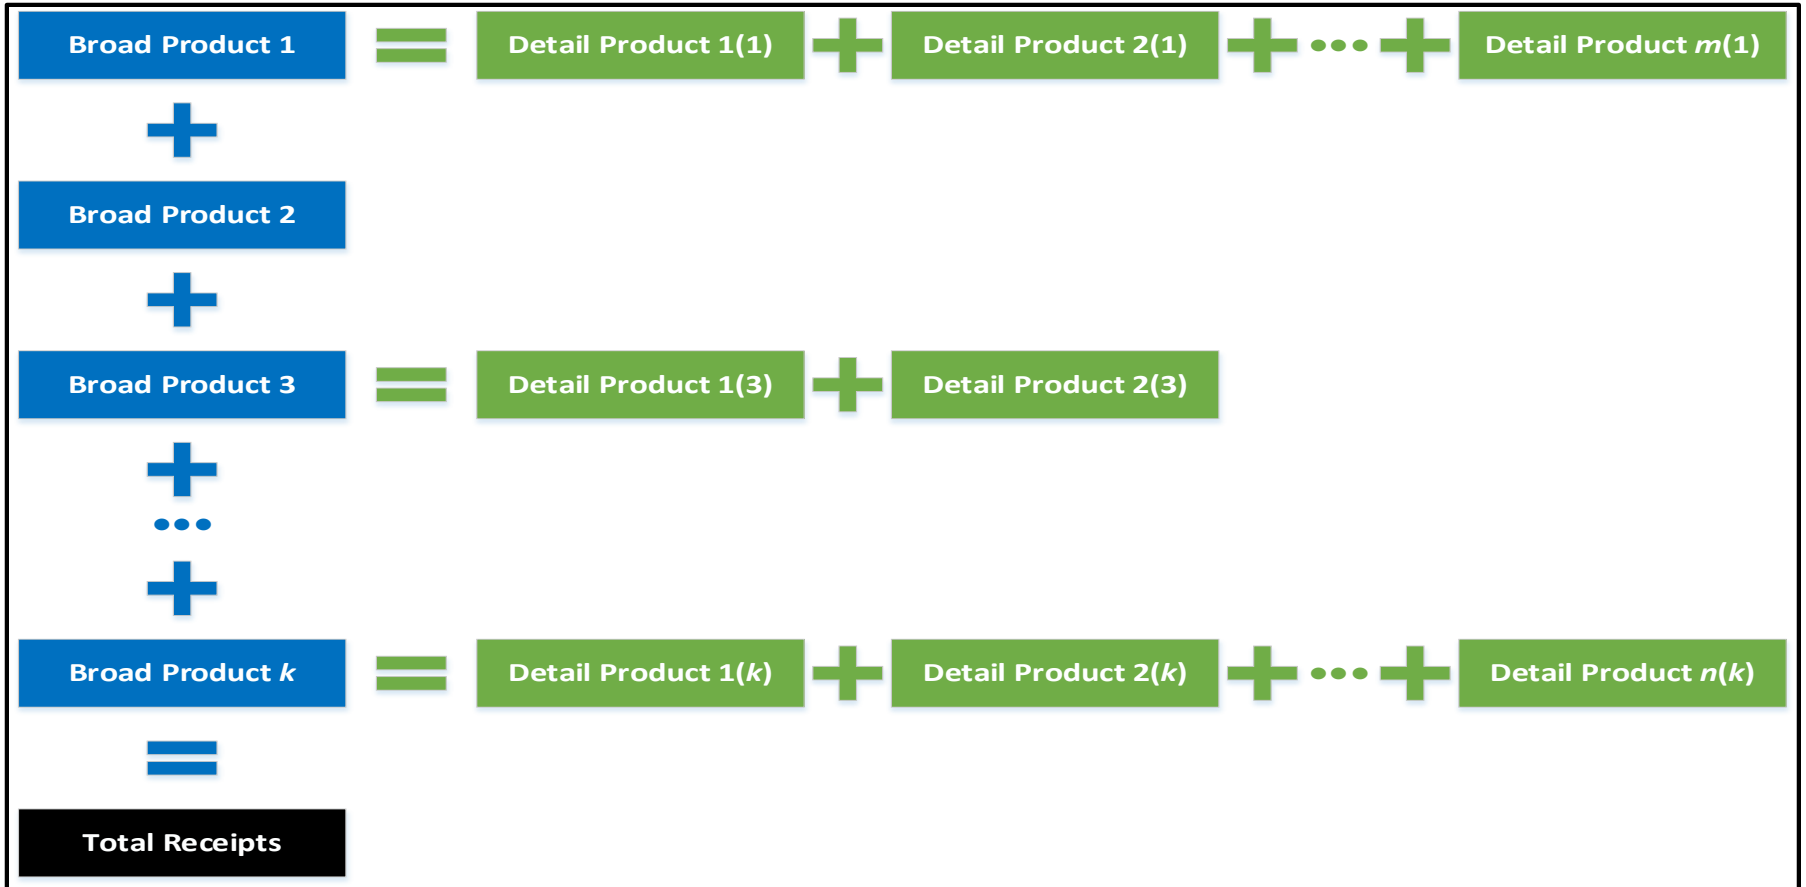 Broad Product 1 = Detail Product 1(1) + Detail Product 2(1) + ••• + Detail Product m(1)
+
Broad Product 2
+
Broad Product 3 = Detail Product 1(3) + Detail Product 2(3)
+
•••
+
Broad Product k = Detail Product 1(k) + Detail Product 2(k) + ••• + Detail Product n(k)
=
Total Receipts